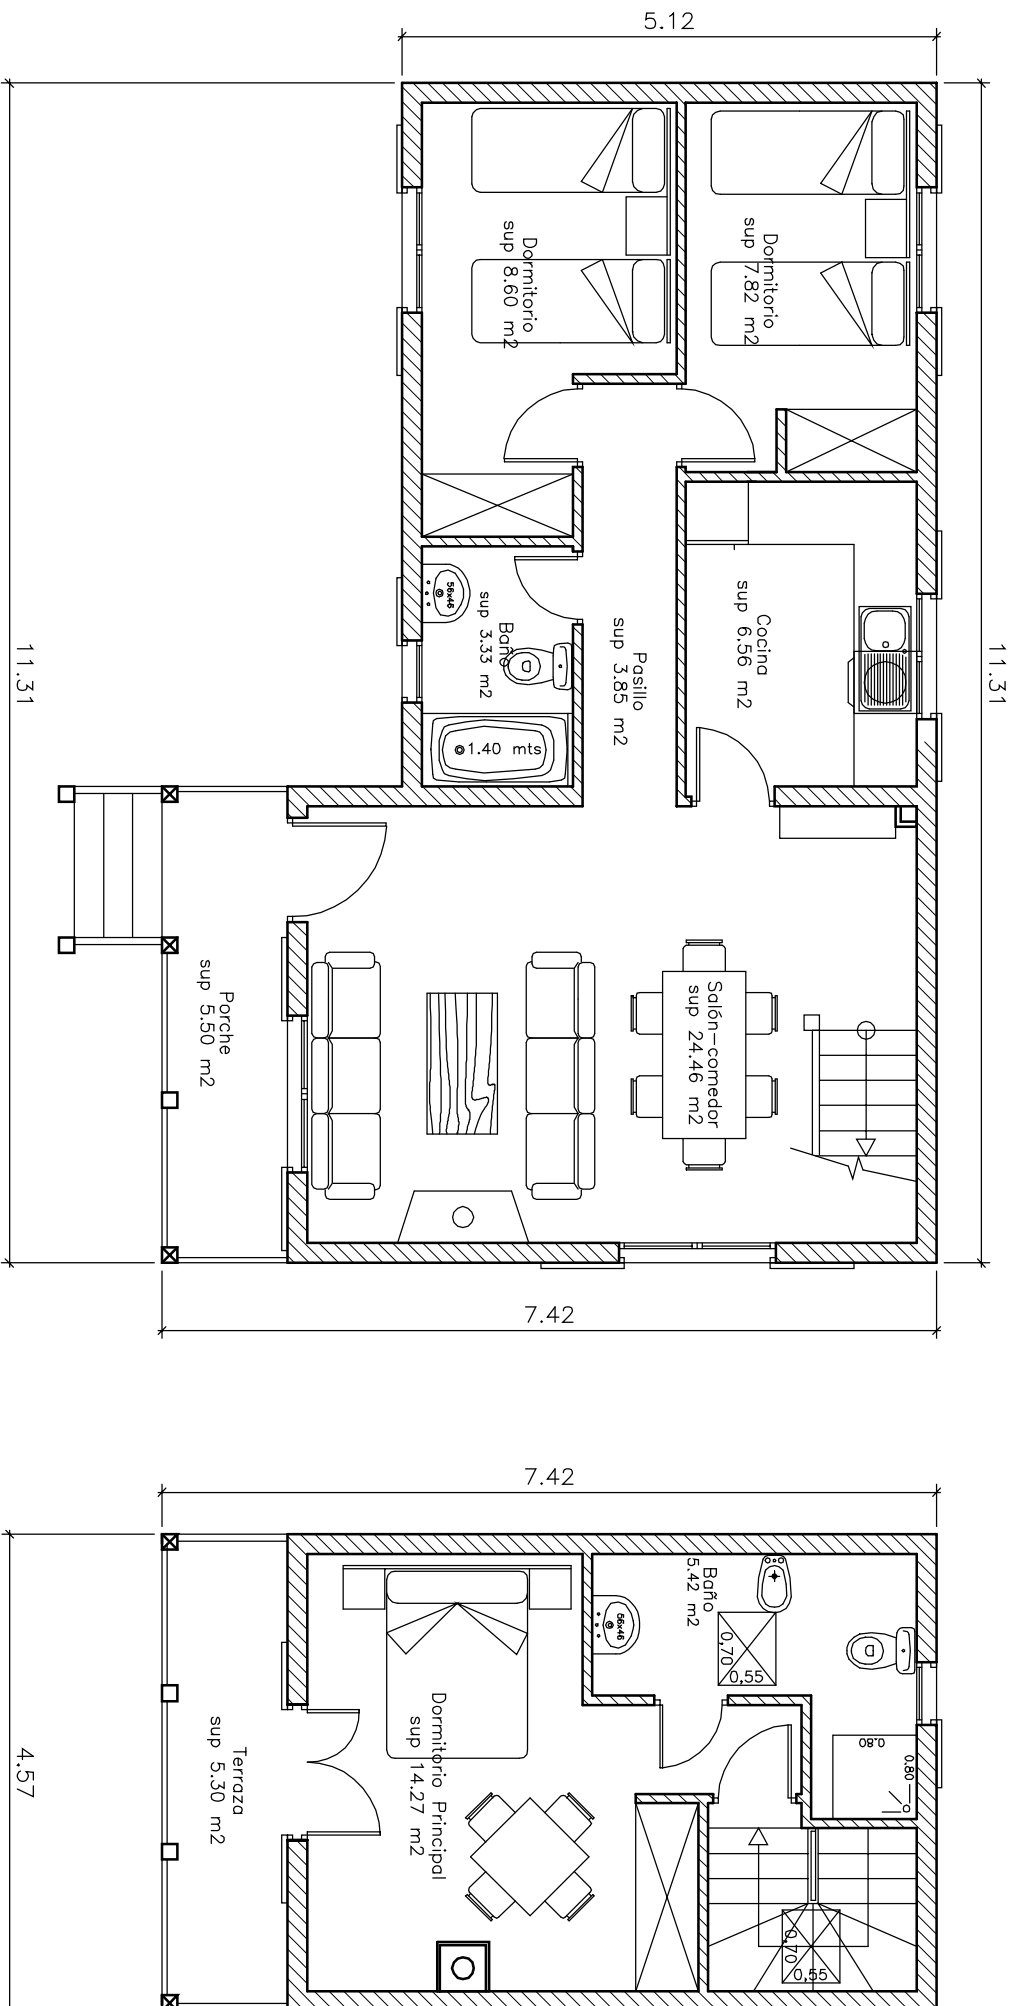 5.12
11.31
11.31
Dormitorio
sup 8.60 m2
Dormitorio
sup 7.82 m2
Cocina
sup 6.56 m2
Pasillo
sup 3.85 m2
56x46
Baño
sup 3.33 m2
1.40 mts
Salón-comedor
sup 24.46 m2
Porche
sup 5.50 m2
7.42
7.42
4.57
Baño
5.42 m2
56x46
0,70
0,55
0.80
0.80
Dormitorio Principal
sup 14.27 m2
Terraza
sup 5.30 m2
0,70
0,55